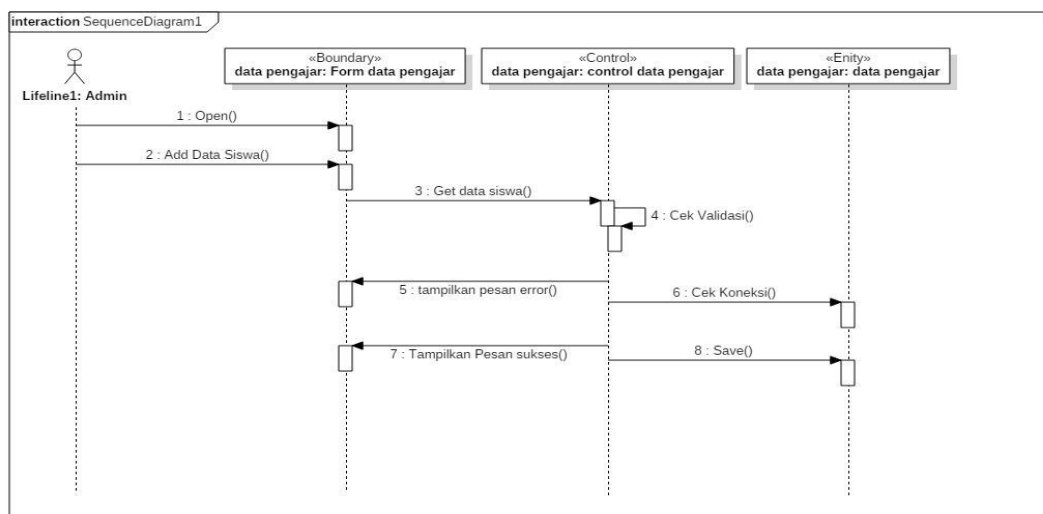 interaction SequenceDiagram1
«Boundary»
data pengajar: Form data pengajar
«Control»
data pengajar: control data pengajar
«Enity»
data pengajar: data pengajar
Lifeline1: Admin
1 : Open()
2 : Add Data Siswa()
3 : Get data siswa()
4 : Cek Validasi()
5 : tampilkan pesan error()
6 : Cek Koneksi()
7 : Tampilkan Pesan sukses()
8 : Save()